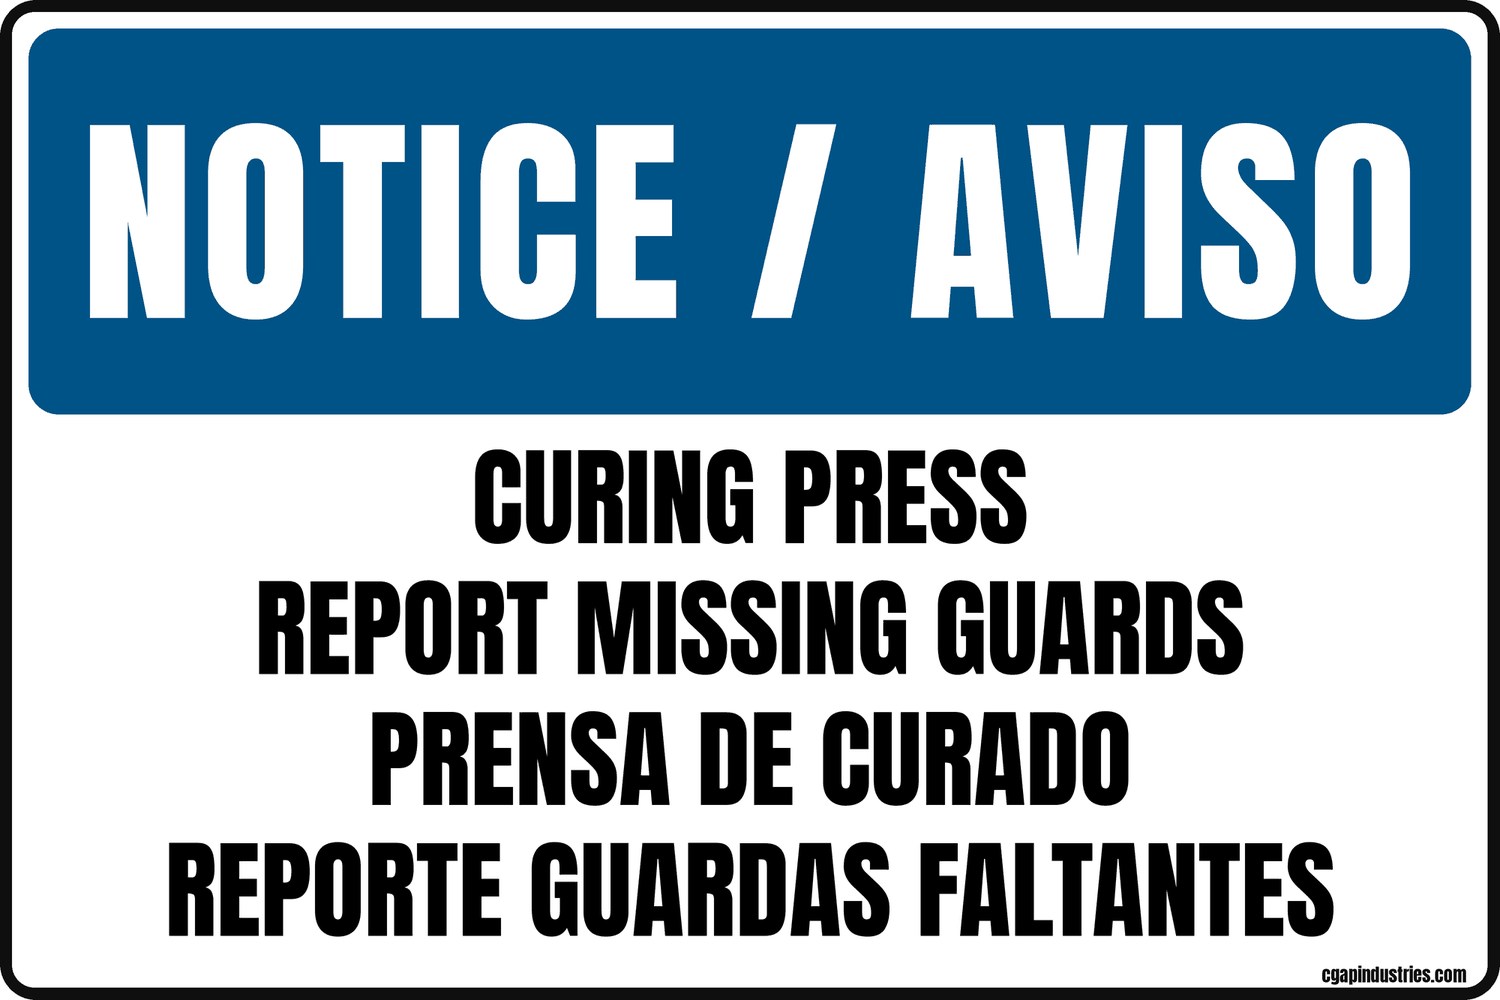 NOTICE / AVISO
CURING PRESS
REPORT MISSING GUARDS
PRENSA DE CURADO
REPORTE GUARDAS FALTANTES
cgapindustries.com